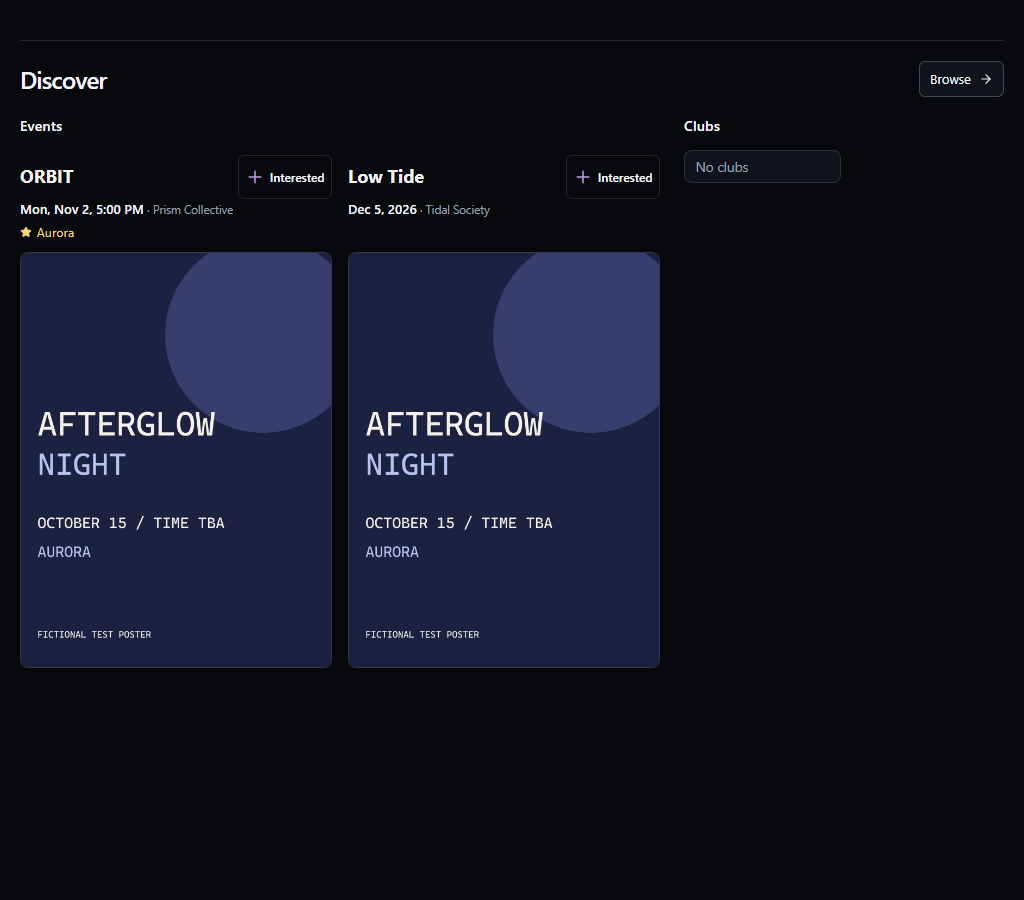 Discover
Browse
Events
Clubs
ORBIT
Interested
Mon, Nov 2, 5:00 PM · Prism Collective
Aurora
Low Tide
Interested
Dec 5, 2026 · Tidal Society
No clubs
AFTERGLOW
NIGHT
OCTOBER 15 / TIME TBA
AURORA
FICTIONAL TEST POSTER
AFTERGLOW
NIGHT
OCTOBER 15 / TIME TBA
AURORA
FICTIONAL TEST POSTER